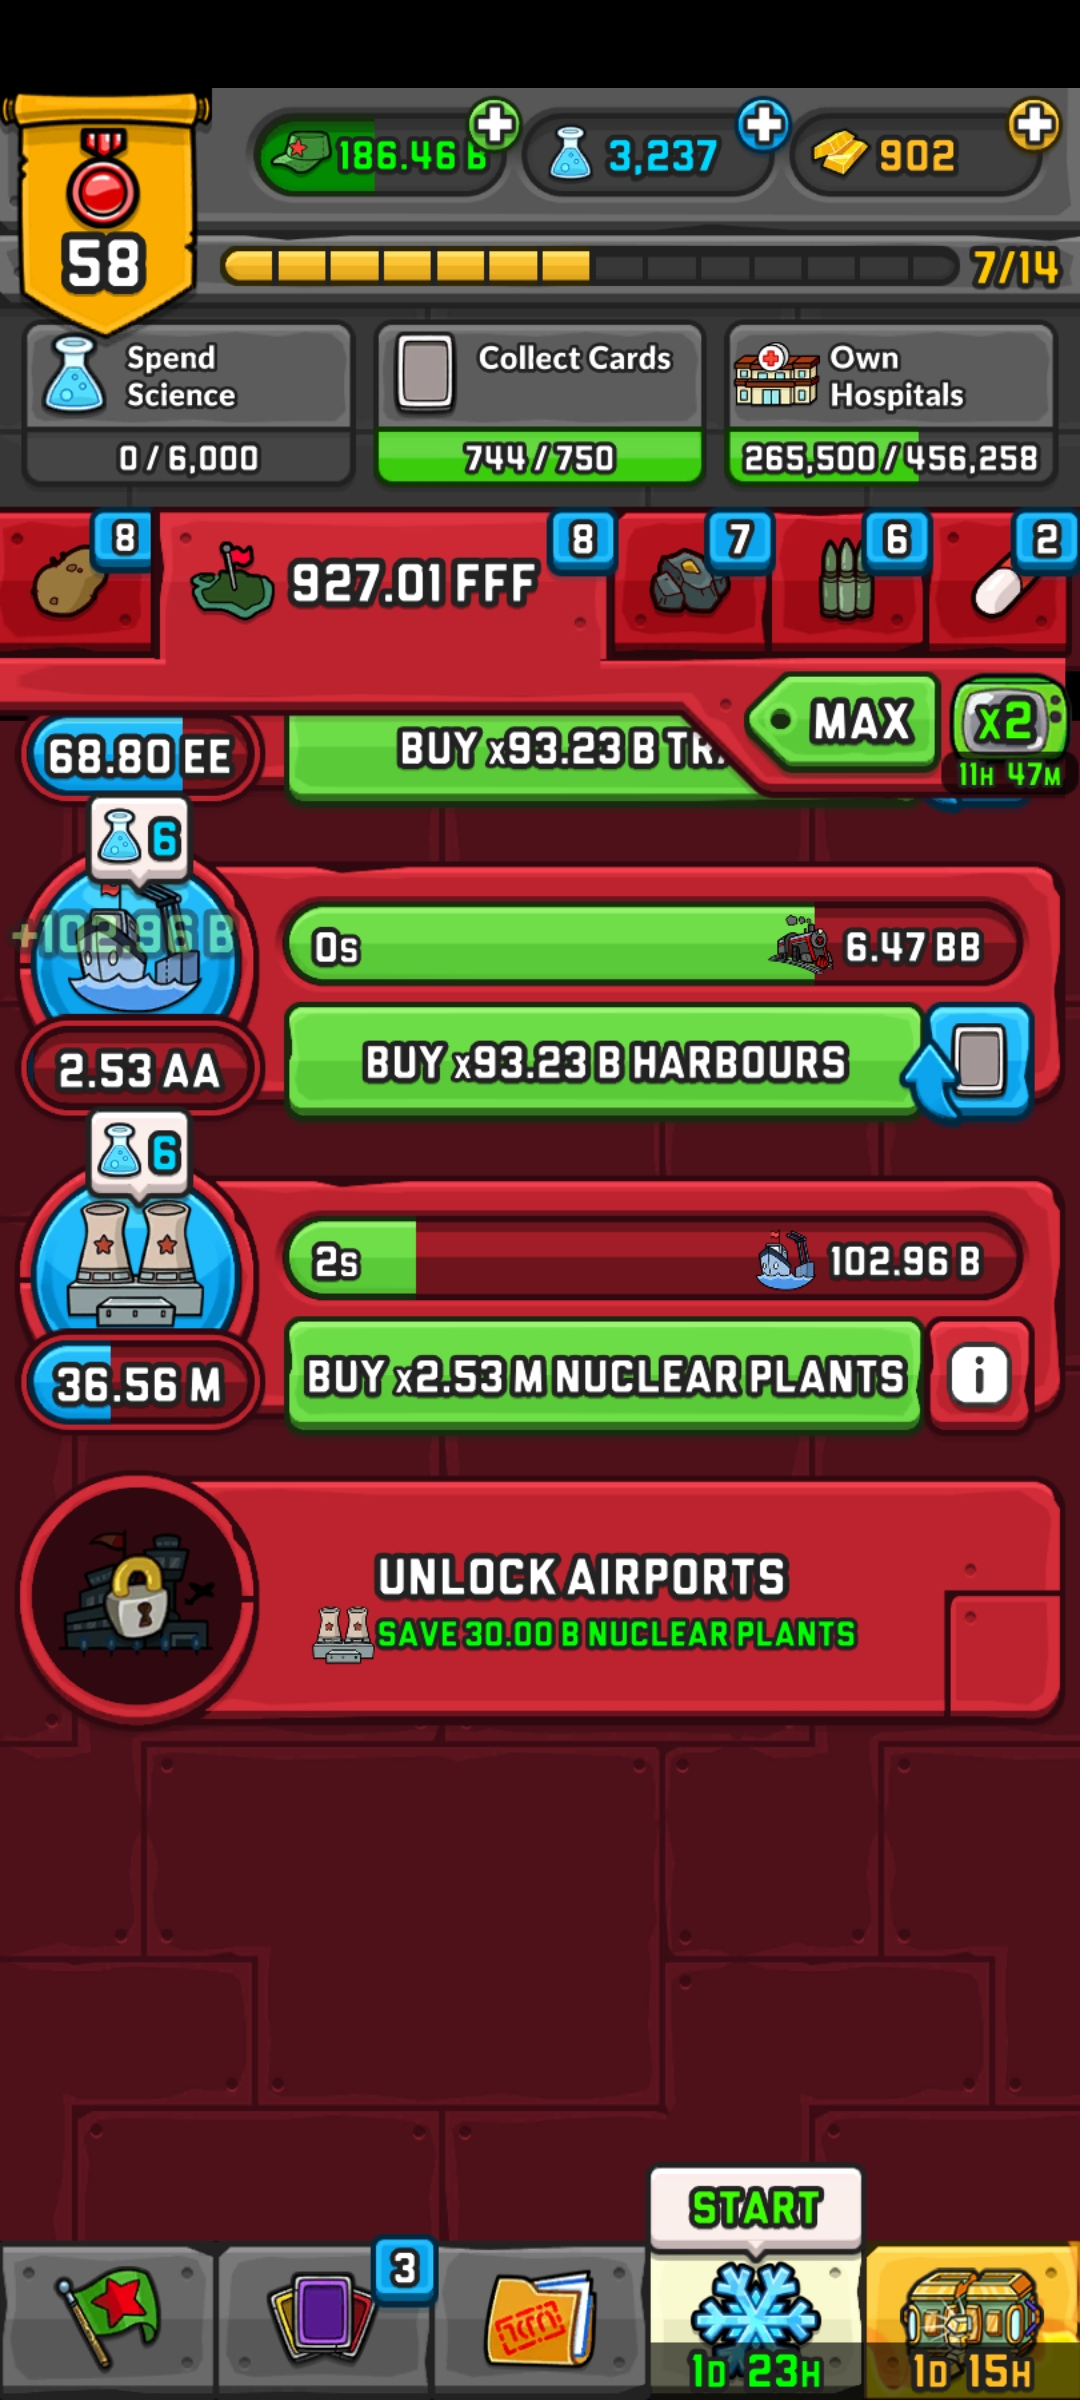 58
186.46 B
3,237
902
7/14
Spend
Science
0 / 6,000
Collect Cards
744 / 750
Own
Hospitals
265,500 / 456,258
8
927.01 FFF
8
7
6
2
MAX
x2
11H 47M
68.80 EE
BUY x93.23 B TRA
6
+102.96 B
0s
6.47 BB
2.53 AA
BUY x93.23 B HARBOURS
6
2s
102.96 B
36.56 M
BUY x2.53 M NUCLEAR PLANTS
i
UNLOCK AIRPORTS
SAVE 30.00 B NUCLEAR PLANTS
START
3
1D 23H
1D 15H